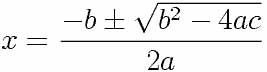 x = \frac{-b \pm \sqrt{b^2 - 4ac}}{2a}